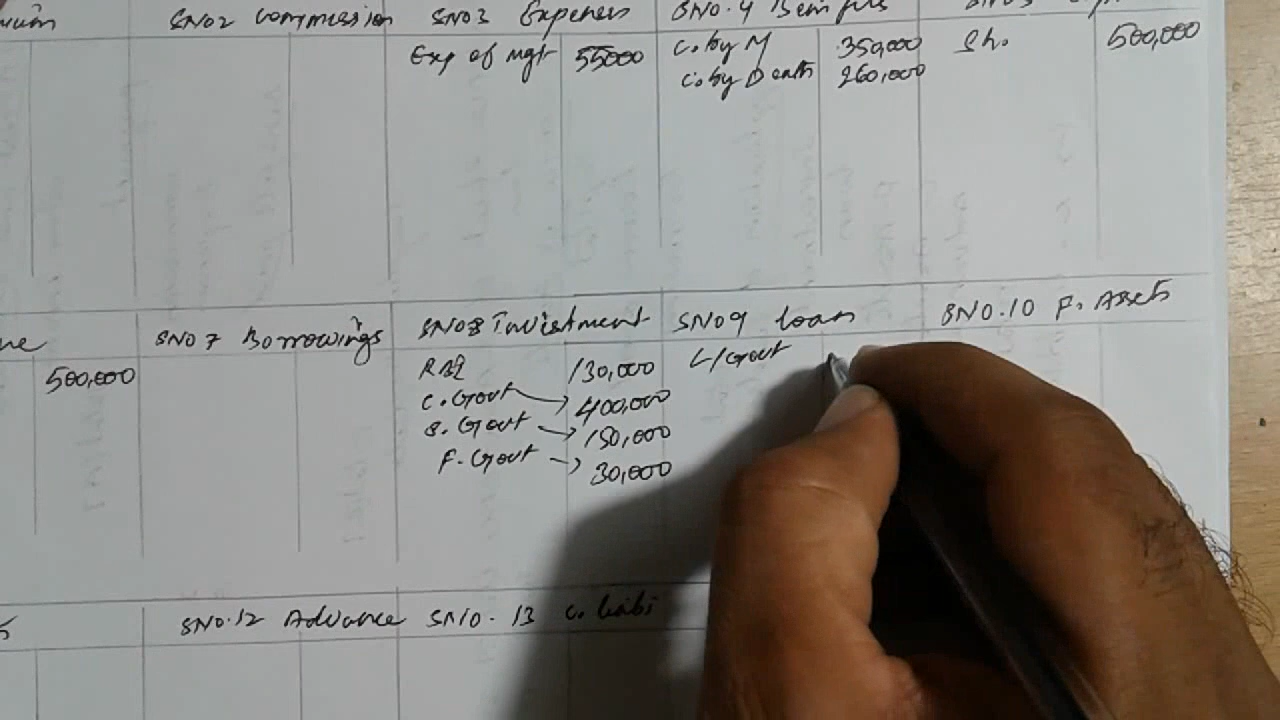 SNO2 Commission SNO3 Expenses SNO.4 Benefits
Exp of mgt 55000 C.by M 350,000 Sh. 500,000
C.by Death 260,000
SNO7 Borrowings SNO8 Investment SNO9 Loan SNO.10 F. Assets
500,000 130,000 L/Govt
C. Govt 400,000
S. Govt 150,000
F. Govt 30,000
SNO.12 Advance SNO. 13 C. Liabi